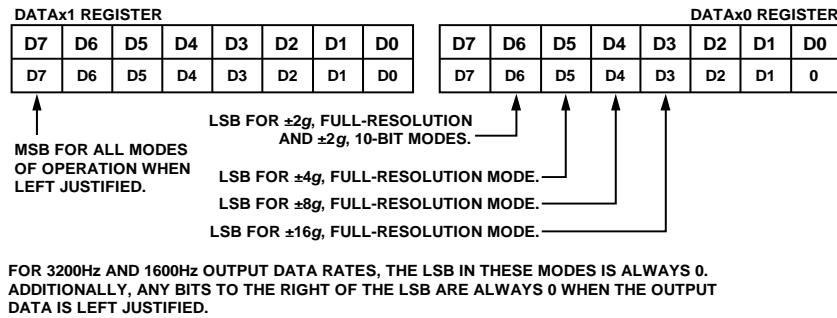 DATAx1 REGISTER DATAx0 REGISTER
D7 D6 D5 D4 D3 D2 D1 D0 D7 D6 D5 D4 D3 D2 D1 D0
D7 D6 D5 D4 D3 D2 D1 D0 D7 D6 D5 D4 D3 D2 D1 0
MSB FOR ALL MODES
OF OPERATION WHEN
LEFT JUSTIFIED.
LSB FOR ±2g, FULL-RESOLUTION
AND ±2g, 10-BIT MODES.
LSB FOR ±4g, FULL-RESOLUTION MODE.
LSB FOR ±8g, FULL-RESOLUTION MODE.
LSB FOR ±16g, FULL-RESOLUTION MODE.
FOR 3200Hz AND 1600Hz OUTPUT DATA RATES, THE LSB IN THESE MODES IS ALWAYS 0.
ADDITIONALLY, ANY BITS TO THE RIGHT OF THE LSB ARE ALWAYS 0 WHEN THE OUTPUT
DATA IS LEFT JUSTIFIED.